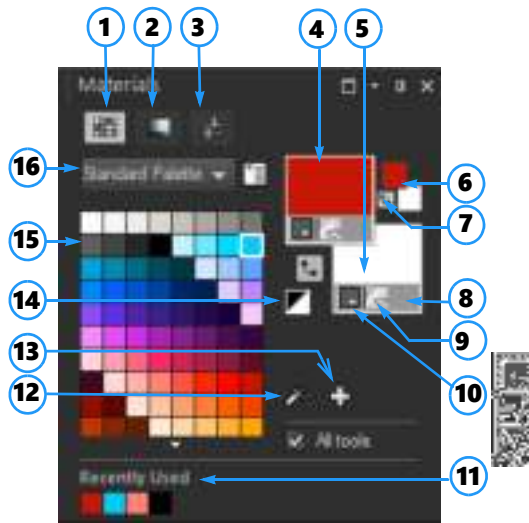 1 2 3 4 5
Materials
16 Standard Palette 6
7
15
14 8
9
13 10
12
All tools
Recently Used 11